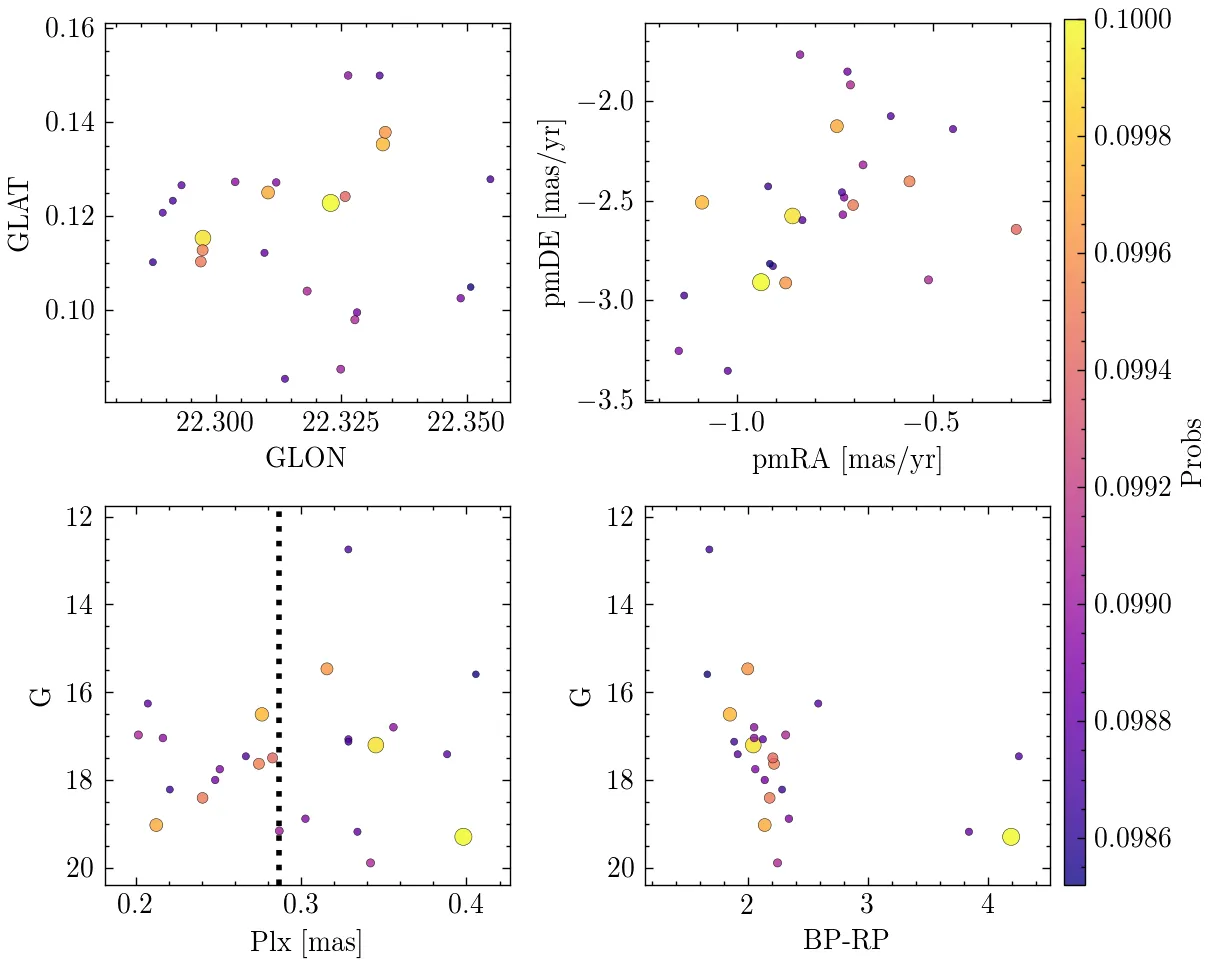 0.16
0.14
0.12
0.10
GLAT
22.300 22.325 22.350
GLON
−2.0
−2.5
−3.0
−3.5
pmDE [mas/yr]
−1.0 −0.5
pmRA [mas/yr]
0.1000
0.0998
0.0996
0.0994
0.0992
0.0990
0.0988
0.0986
Probs
12
14
16
18
20
G
0.2 0.3 0.4
Plx [mas]
12
14
16
18
20
G
2 3 4
BP-RP